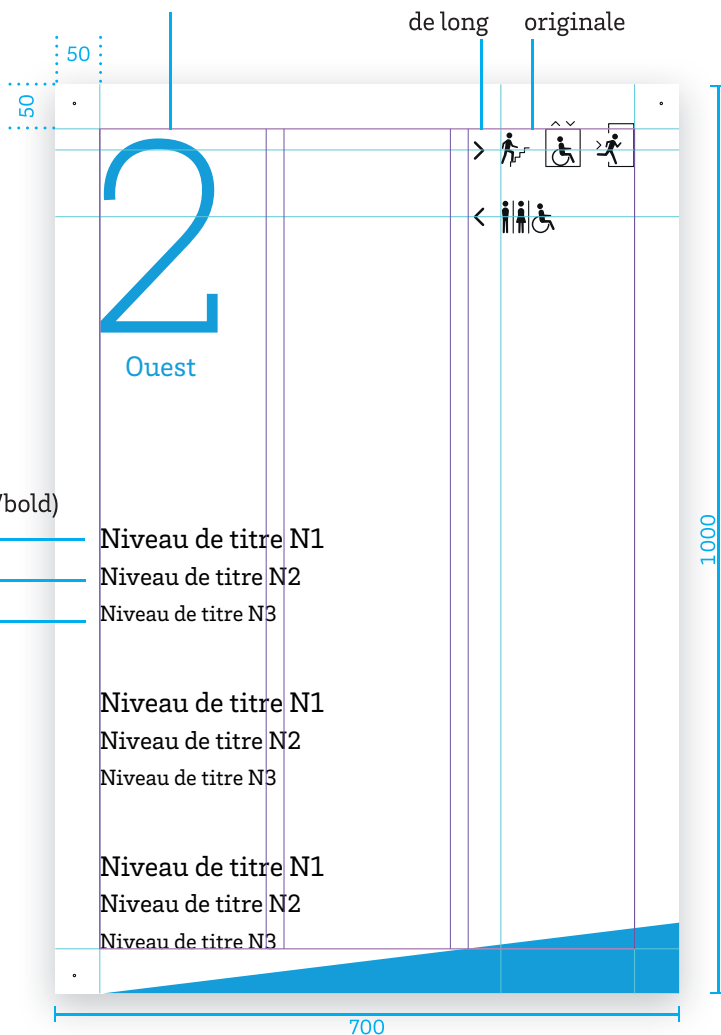 de long originale
50
50
2
Ouest
/bold)
Niveau de titre N1
Niveau de titre N2
Niveau de titre N3
1000
Niveau de titre N1
Niveau de titre N2
Niveau de titre N3
Niveau de titre N1
Niveau de titre N2
Niveau de titre N3
700